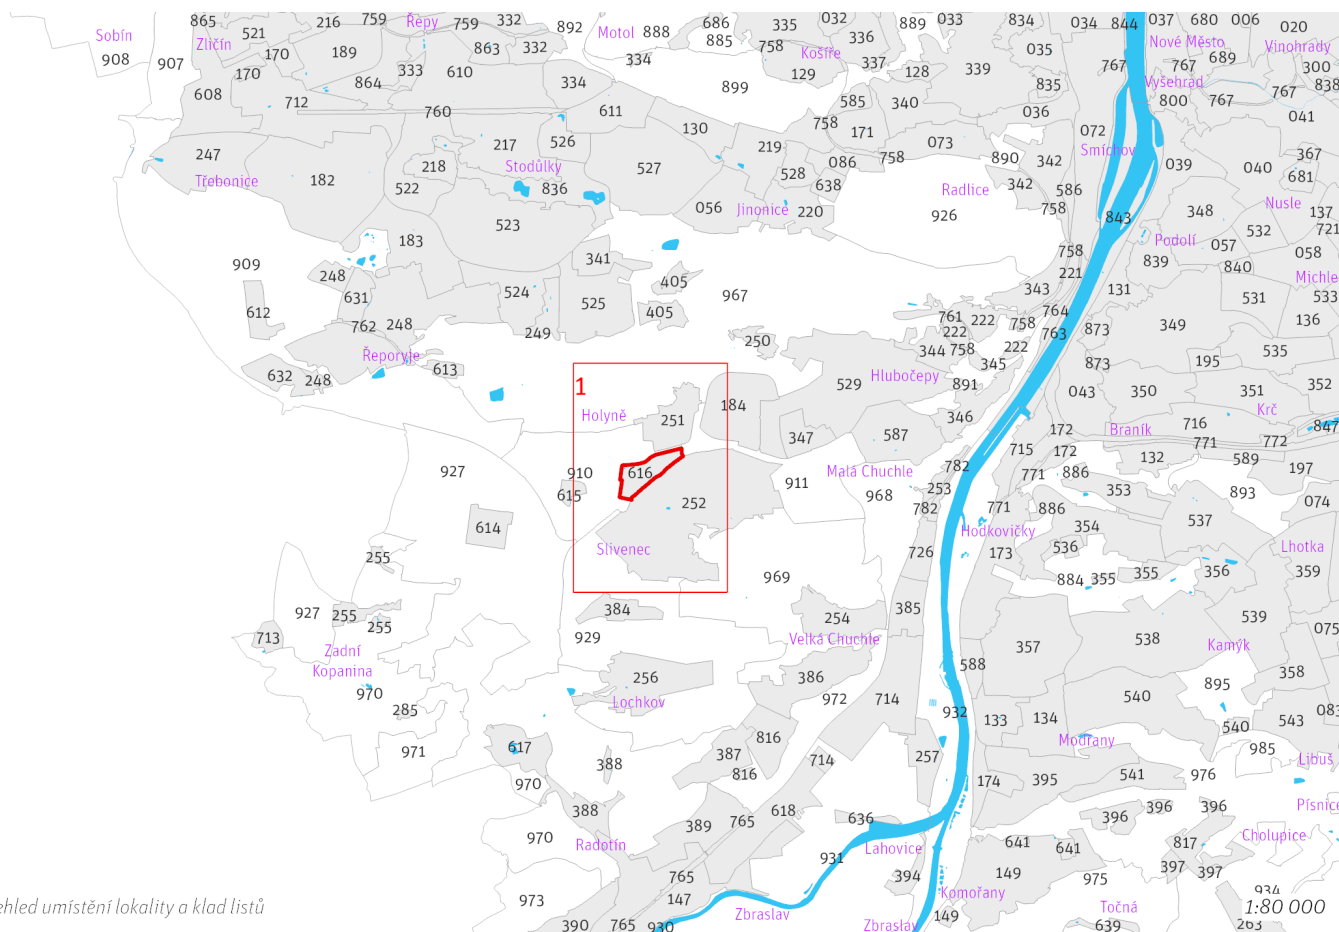 865 521 216 759 Řepy 759 332 892 Motol 888 686 885 335 032 889 033 834 034 844 037 680 006 020
Sobín Zličín 170 189 863 332 334 758 Košíře 336 035 767 Nové Město 689 Vinohrady
908 907 170 864 333 610 334 899 129 337 128 339 835 Vyšehrad 767 300
608 712 760 611 585 340 036 800 767 767 838
130 758 171 073 072 041
247 217 526 219 086 758 890 342 Smíchov 039 367
Třebonice 182 218 Stodůlky 527 528 040 681
522 836 638 Radlice 342 586
056 Jinonice 220 926 758 843 348 Nusle 137
183 523 532 721
909 341 758 Podolí 057 058
248 405 967 221 839 840 Michle
612 631 524 525 343 131 531 533
762 248 249 405 761 222 758 764 763 873 349 136
Řeporyje 250 222 222
344 758 345 873 195 535
632 248 613 529 Hlubočepy 891 043 350 351 352
1
Holyně 251 184 346 Krč
347 587 172 Braník 716 847
771 772
927 910 616 Malá Chuchle 782 715 172 132 589 197
615 911 968 253 771 886 353 893 074
252 782 771 886 537
614 Hodkovičky 354
Slivenec 726 173 536 Lhotka
255 969 884 355 355 356 359
927 255 384 385 539
713 255 929 254 075
Zadní Velká Chuchle 357 538 Kamýk
Kopanina 588
970 256 386 358
285 Lochkov 972 714 540 895
932 133 134 083
971 617 816 Modřany 540 543
388 387 714 257 985 Libuš
816 174 395 541 976
970 388 618 396 396 Písnice
389 765 636 396
970 Radotín 641 641 817 Cholupice
931 Lahovice
765 394 149 397 397
973 147 Komořany 975 934
ehled umístění lokality a klad listů 390 765 930 Zbraslav Zbraslav 149 Točná 639 263 1:80 000